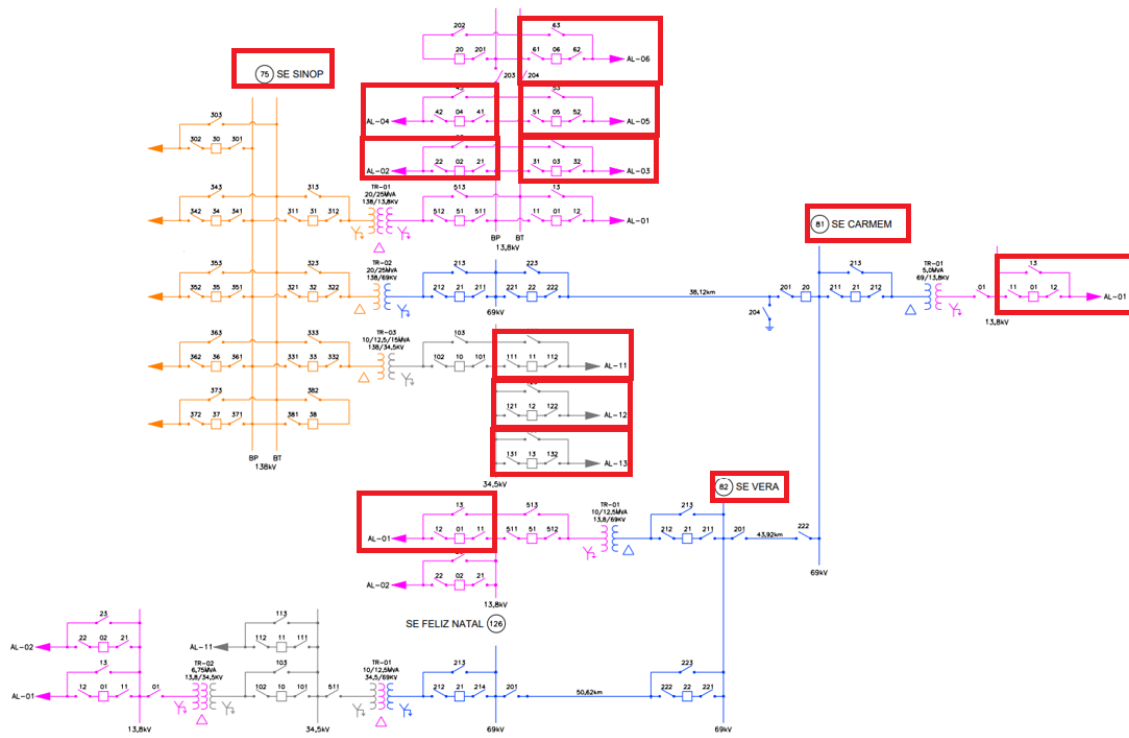 202
63
20 201
61 06 62
AL-06
75 SE SINOP
203 204
AL-04
42 04 41
51 05 52
AL-05
303
302 30 301
AL-02
22 02 21
31 03 32
AL-03
343 313
TR-01
20/25MVA
138/13,8KV
513 13
342 34 341 311 31 312
512 51 511 11 01 12
AL-01
BP BT
13,8kV
81 SE CARMEM
353 323
TR-02
20/25MVA
138/69KV
213 223
213
TR-01
5,0MVA
69/13,8KV
13
352 35 351 321 32 322
212 21 211 221 22 222
38,12km
201 20 211 21 212
01 11 01 12
AL-01
69kV
204
13,8kV
363 333
TR-03
10/12,5/15MVA
138/34,5KV
103
362 36 361 331 33 332
102 10 101 111 11 112
AL-11
373 382
372 37 371 381 38
121 12 122
AL-12
BP BT
138kV
131 13 132
AL-13
34,5kV
82 SE VERA
13 513
TR-01
10/12,5MVA
13,8/69KV
213
AL-01
12 01 11 511 51 512
212 21 211 201
43,92km
222
69kV
AL-02
22 02 21
13,8kV
SE FELIZ NATAL 126
23 113
AL-02
22 02 21
AL-11
112 11 111
13
TR-02
6,75MVA
13,8/34,5KV
103
TR-01
10/12,5MVA
34,5/69KV
213 223
AL-01
12 01 11 01
102 10 101 511
212 21 214 201
50,62km
222 22 221
13,8kV 34,5kV 69kV 69kV